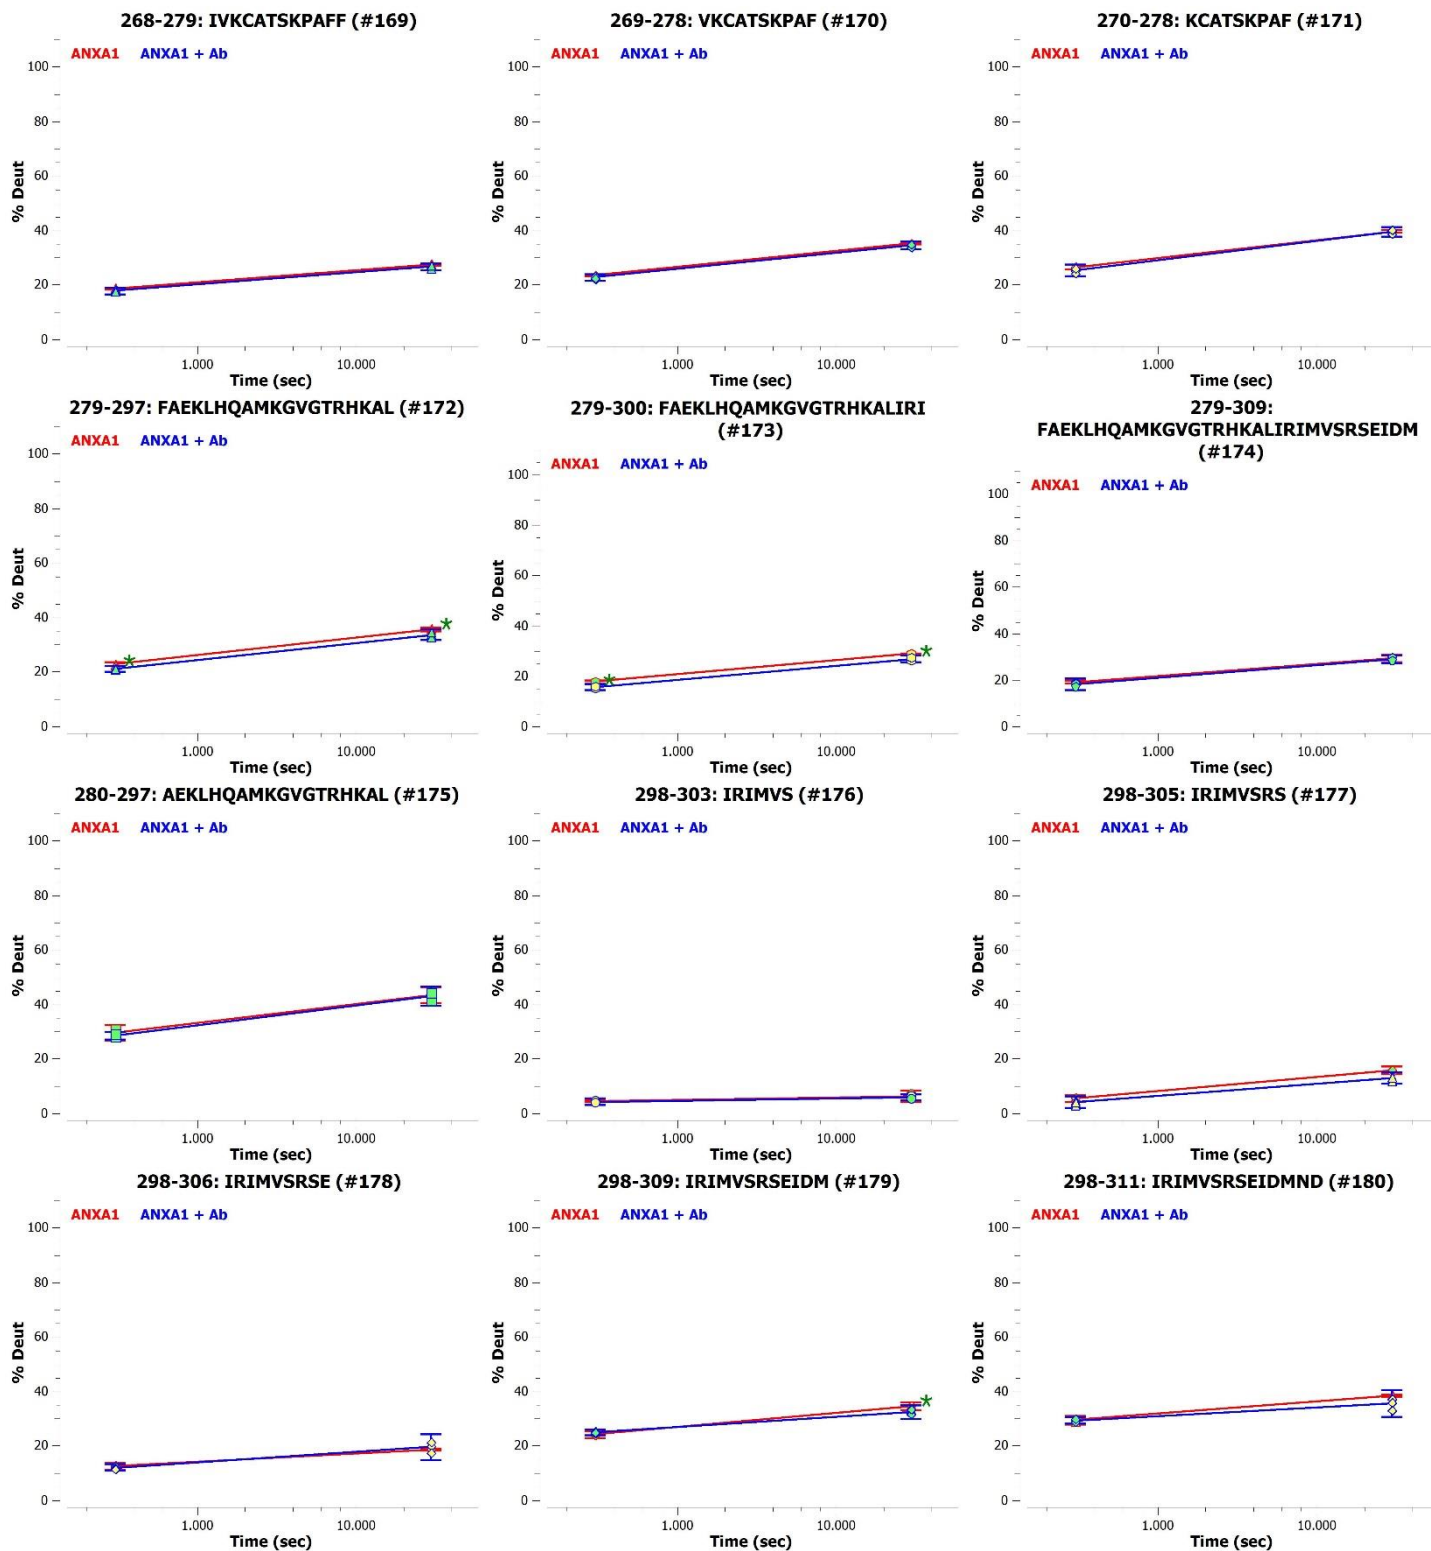 268-279: IVKCATSKPAFF (#169)
ANXA1 ANXA1 + Ab
100
80
60
40
20
0
% Deut
1.000 10.000
Time (sec)
269-278: VKCATSKPAF (#170)
ANXA1 ANXA1 + Ab
100
80
60
40
20
0
% Deut
1.000 10.000
Time (sec)
270-278: KCATSKPAF (#171)
ANXA1 ANXA1 + Ab
100
80
60
40
20
0
% Deut
1.000 10.000
Time (sec)
279-297: FAEKLHQAMKGVGTRHKAL (#172)
ANXA1 ANXA1 + Ab
100
80
60
40
20
0
% Deut
1.000 10.000
Time (sec)
279-300: FAEKLHQAMKGVGTRHKALIRI
(#173)
ANXA1 ANXA1 + Ab
100
80
60
40
20
0
% Deut
1.000 10.000
Time (sec)
279-309:
FAEKLHQAMKGVGTRHKALIRIMVSRSEIDM
(#174)
ANXA1 ANXA1 + Ab
100
80
60
40
20
0
% Deut
1.000 10.000
Time (sec)
280-297: AEKLHQAMKGVGTRHKAL (#175)
ANXA1 ANXA1 + Ab
100
80
60
40
20
0
% Deut
1.000 10.000
Time (sec)
298-303: IRIMVS (#176)
ANXA1 ANXA1 + Ab
100
80
60
40
20
0
% Deut
1.000 10.000
Time (sec)
298-305: IRIMVSRS (#177)
ANXA1 ANXA1 + Ab
100
80
60
40
20
0
% Deut
1.000 10.000
Time (sec)
298-306: IRIMVSRSE (#178)
ANXA1 ANXA1 + Ab
100
80
60
40
20
0
% Deut
1.000 10.000
Time (sec)
298-309: IRIMVSRSEIDM (#179)
ANXA1 ANXA1 + Ab
100
80
60
40
20
0
% Deut
1.000 10.000
Time (sec)
298-311: IRIMVSRSEIDMND (#180)
ANXA1 ANXA1 + Ab
100
80
60
40
20
0
% Deut
1.000 10.000
Time (sec)